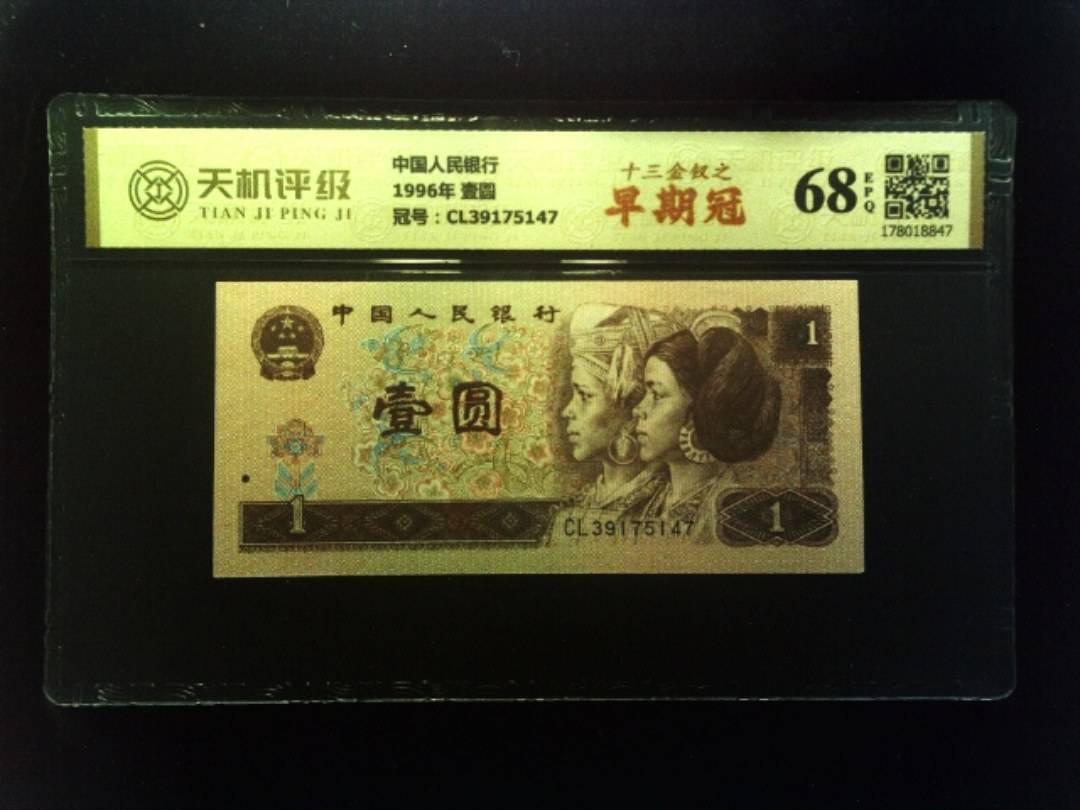 天机评级
TIAN JI PING JI
中国人民银行
1996年 壹圆
冠号：CL39175147
十三金钗之
早期冠
68
EPQ
178018847
中国人民银行
1
壹圆
1
CL39175147
1